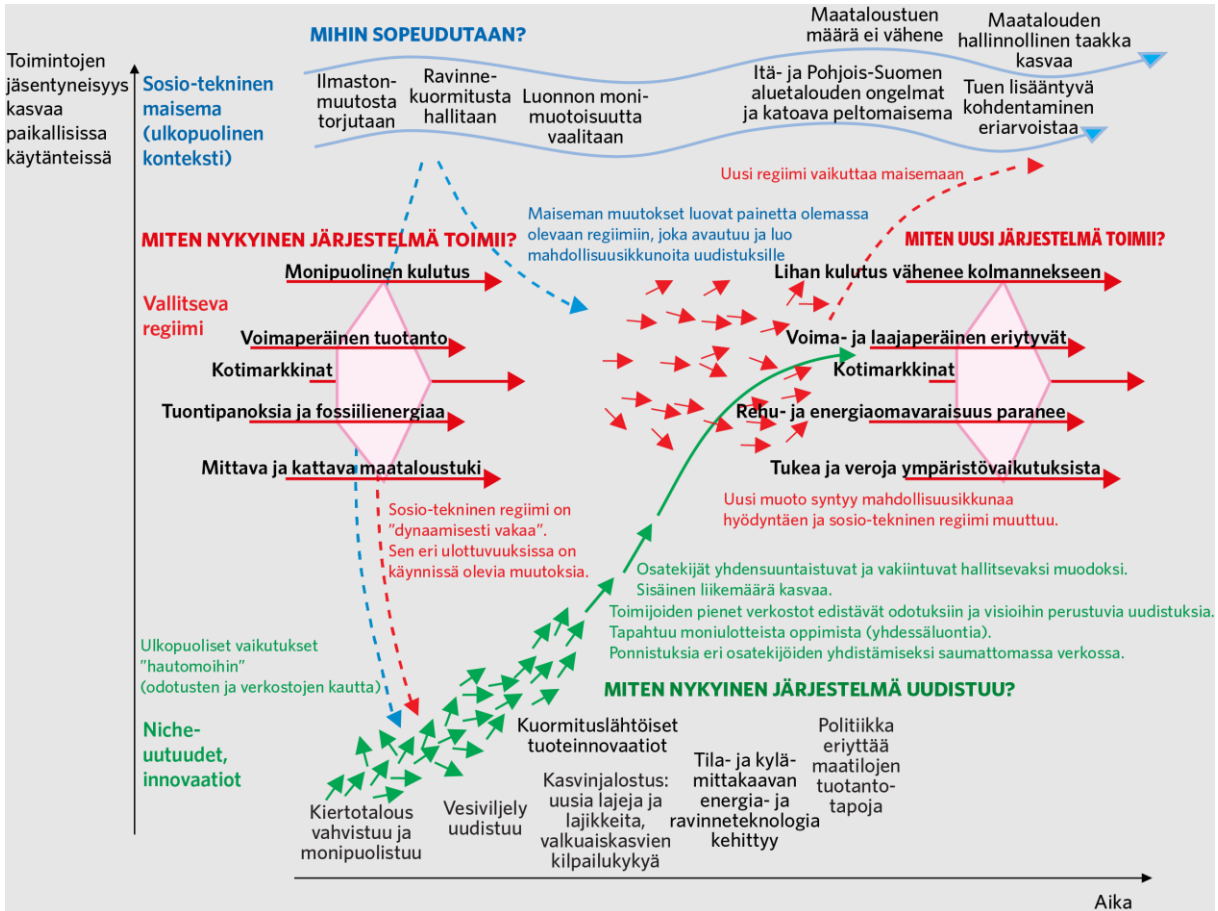 Toimintojen
jäsentyneisyys
kasvaa
paikallisissa
käytänteissä
Sosio-tekninen
maisema
(ulkopuolinen
konteksti)
MIHIN SOPEUDUTAAN?
Ilmaston-
muutosta
torjutaan
Ravinne-
kuormitusta
hallitaan
Luonnon moni-
muotoisuutta
vaalitaan
Maataloustuen
määrä ei vähene
Maatalouden
hallinnollinen taakka
kasvaa
Itä- ja Pohjois-Suomen
aluetalouden ongelmat
ja katoava peltomaisema
Tuen lisääntyvä
kohdentaminen
eriarvoistaa
Uusi regiimi vaikuttaa maisemaan
Maiseman muutokset luovat painetta olemassa
olevaan regiimiin, joka avautuu ja luo
mahdollisuusikkunoita uudistuksille
MITEN NYKYINEN JÄRJESTELMÄ TOIMII?
Vallitseva
regiimi
Monipuolinen kulutus
Voimaperäinen tuotanto
Kotimarkkinat
Tuontipanoksia ja fossiilienergiaa
Mittava ja kattava maataloustuki
MITEN UUSI JÄRJESTELMÄ TOIMII?
Lihan kulutus vähenee kolmannekseen
Voima- ja laajaperäinen eriytyvät
Kotimarkkinat
Rehu- ja energiaomavaraisuus paranee
Tukea ja veroja ympäristövaikutuksista
Sosio-tekninen regiimi on
"dynaamisesti vakaa".
Sen eri ulottuvuuksissa on
käynnissä olevia muutoksia.
Uusi muoto syntyy mahdollisuusikkunaa
hyödyntäen ja sosio-tekninen regiimi muuttuu.
Osatekijät yhdensuuntaistuvat ja vakiintuvat hallitsevaksi muodoksi.
Sisäinen liikemäärä kasvaa.
Toimijoiden pienet verkostot edistävät odotuksiin ja visioihin perustuvia uudistuksia.
Tapahtuu moniulotteista oppimista (yhdessäluontia).
Ponnistuksia eri osatekijöiden yhdistämiseksi saumattomassa verkossa.
Ulkopuoliset vaikutukset
"hautomoihin"
(odotusten ja verkostojen kautta)
Niche-
uutuudet,
innovaatiot
MITEN NYKYINEN JÄRJESTELMÄ UUDISTUU?
Kiertotalous
vahvistuu ja
monipuolistuu
Vesiviljely
uudistuu
Kuormituslähtöiset
tuoteinnovaatiot
Kasvinjalostus:
uusia lajeja ja
lajikkeita,
valkuaiskasvien
kilpailukykyä
Tila- ja kylä-
mittakaavan
energia- ja
ravinneteknologia
kehittyy
Politiikka
eriyttää
maatilojen
tuotanto-
tapoja
Aika